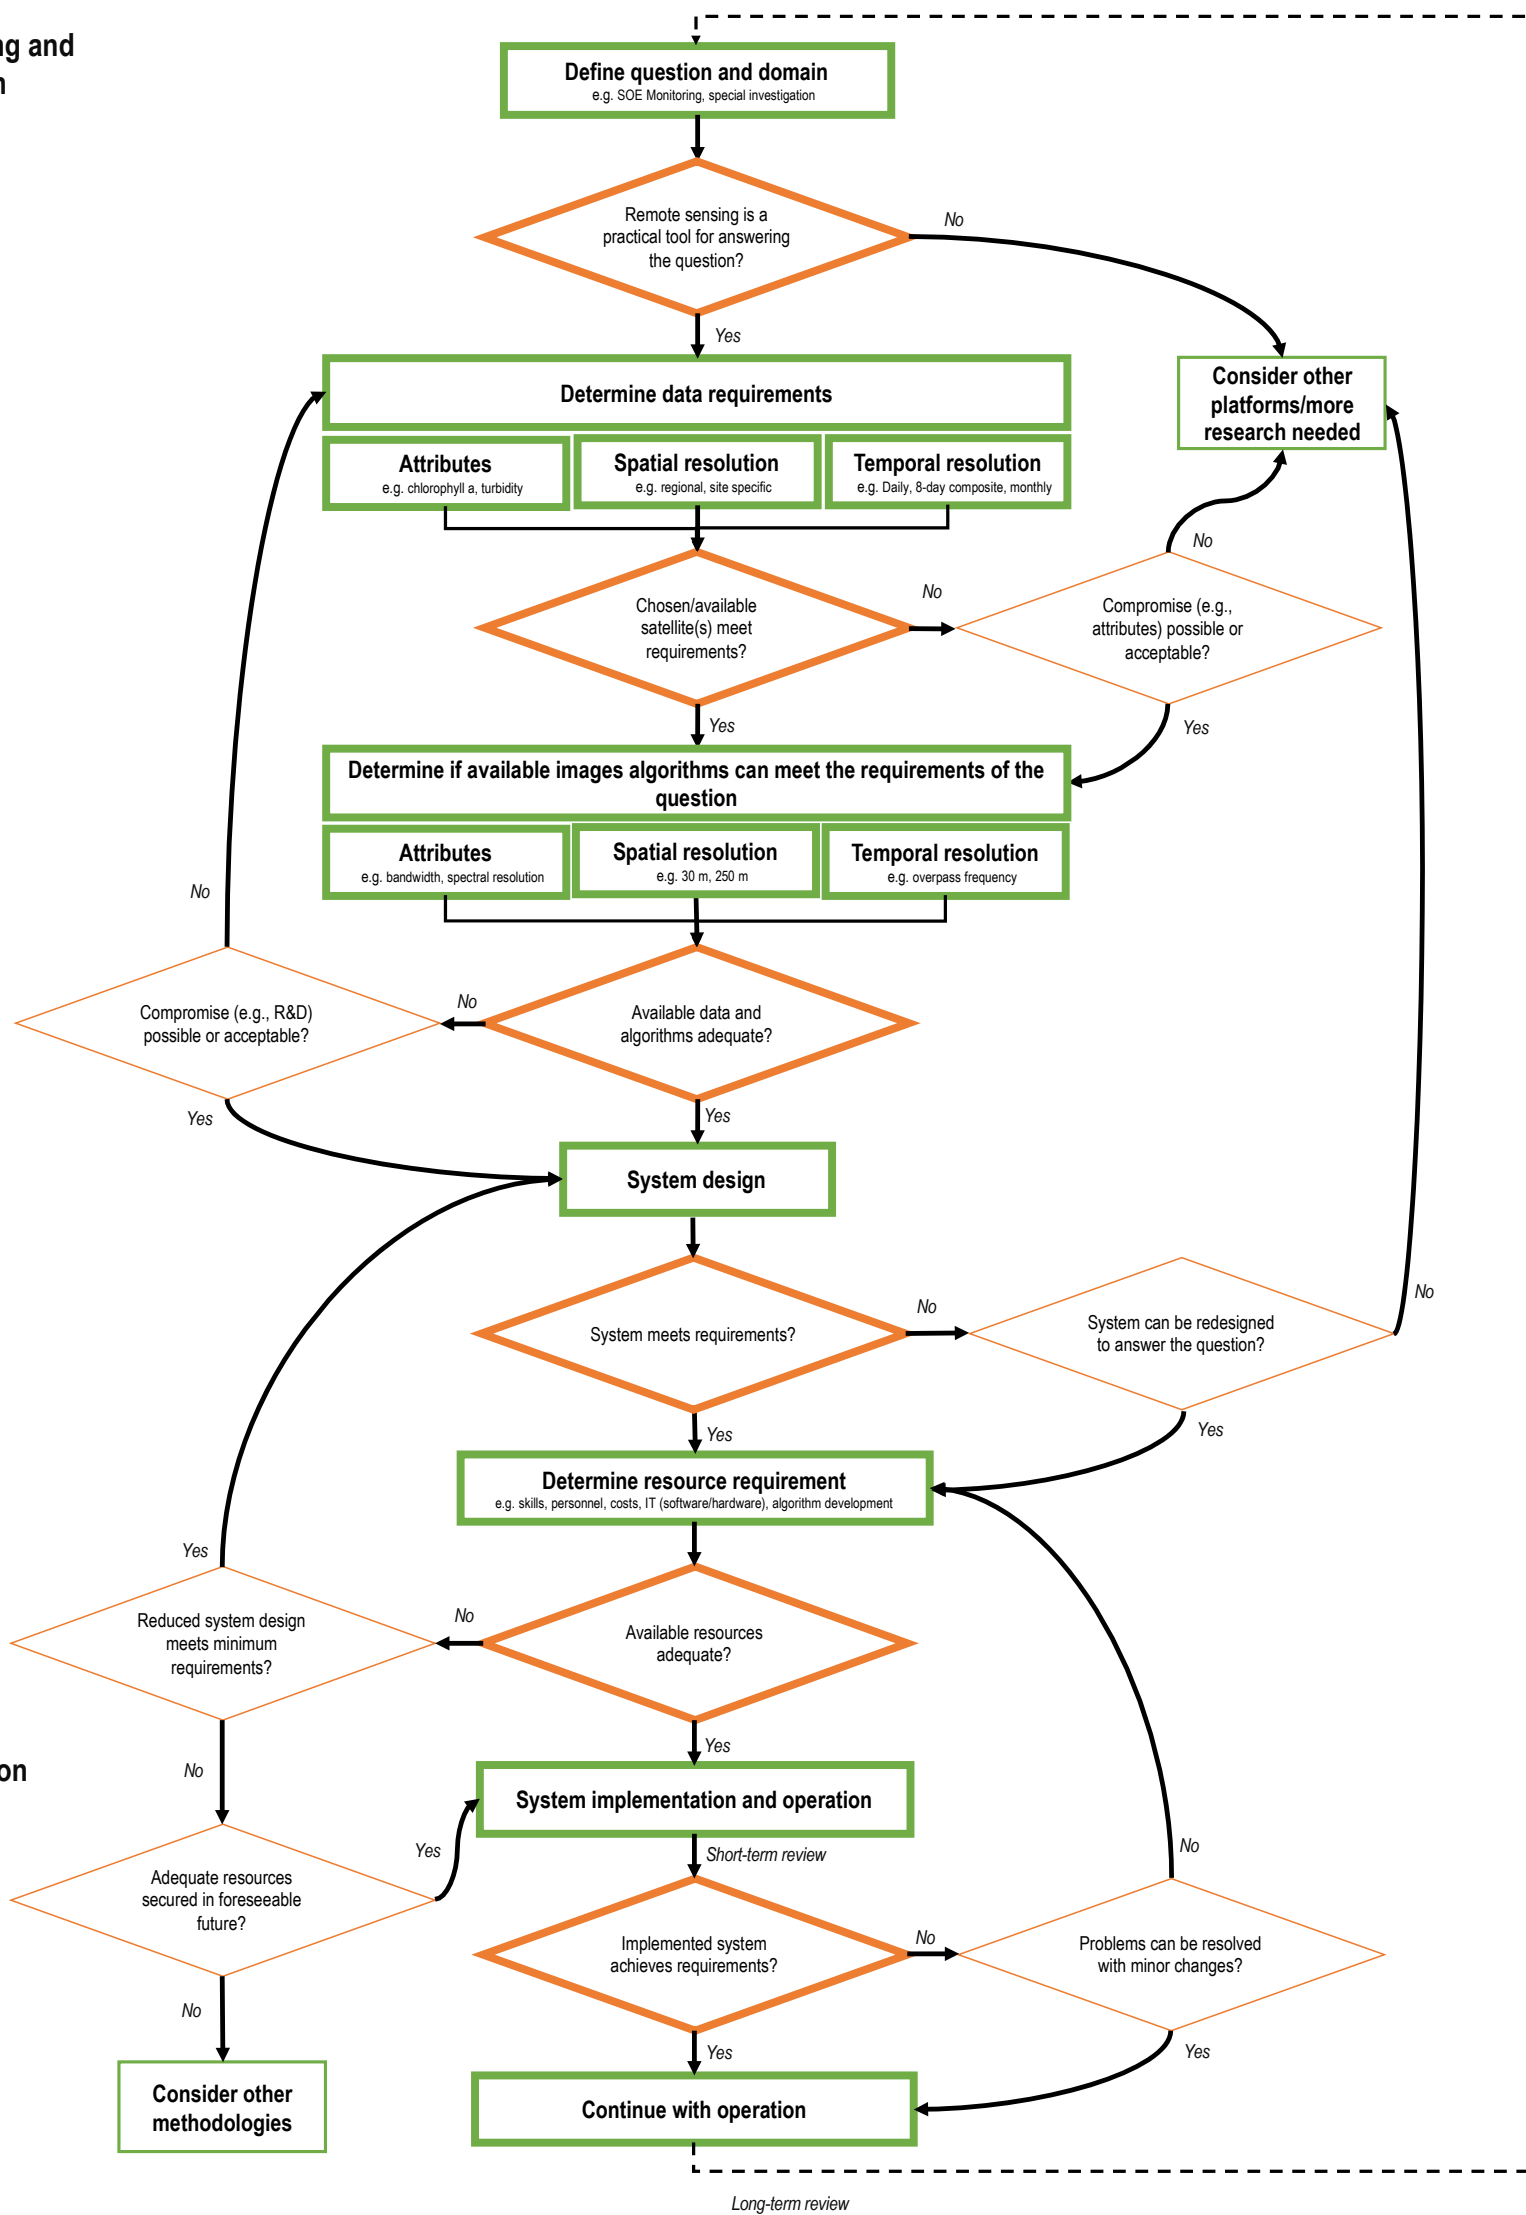 ng and
n
Define question and domain
e.g. SOE Monitoring, special investigation
Remote sensing is a
practical tool for answering
the question?
No
Yes
Determine data requirements
Consider other
platforms/more
research needed
Attributes
e.g. chlorophyll a, turbidity
Spatial resolution
e.g. regional, site specific
Temporal resolution
e.g. Daily, 8-day composite, monthly
No
Chosen/available
satellite(s) meet
requirements?
No
Compromise (e.g.,
attributes) possible or
acceptable?
Yes
Yes
Determine if available images algorithms can meet the requirements of the
question
Attributes
e.g. bandwidth, spectral resolution
Spatial resolution
e.g. 30 m, 250 m
Temporal resolution
e.g. overpass frequency
No
Compromise (e.g., R&D)
possible or acceptable?
No
Available data and
algorithms adequate?
Yes
Yes
System design
System meets requirements?
No
System can be redesigned
to answer the question?
No
Yes
Yes
Determine resource requirement
e.g. skills, personnel, costs, IT (software/hardware), algorithm development
Yes
Reduced system design
meets minimum
requirements?
No
Available resources
adequate?
No
Yes
on
System implementation and operation
Short-term review
Adequate resources
secured in foreseeable
future?
Yes
No
Implemented system
achieves requirements?
No
Problems can be resolved
with minor changes?
No
Yes
Yes
Consider other
methodologies
Continue with operation
Long-term review